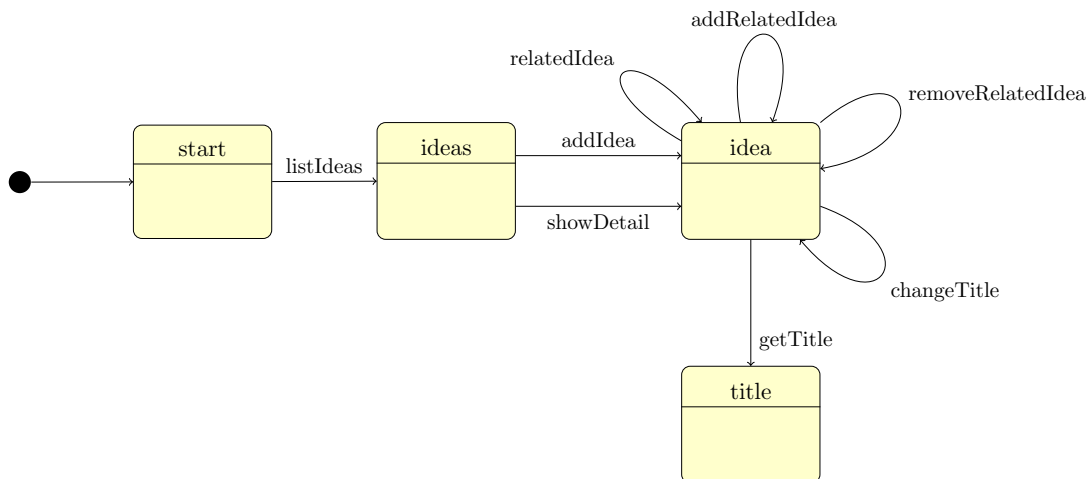 addRelatedIdea
relatedIdea
removeRelatedIdea
start
ideas
addIdea
idea
listIdeas
showDetail
changeTitle
getTitle
title